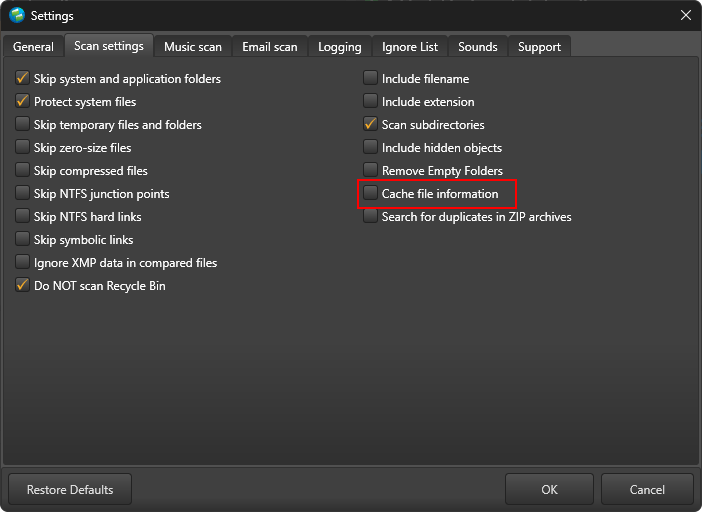 Settings
General Scan settings Music scan Email scan Logging Ignore List Sounds Support
Skip system and application folders
Protect system files
Skip temporary files and folders
Skip zero-size files
Skip compressed files
Skip NTFS junction points
Skip NTFS hard links
Skip symbolic links
Ignore XMP data in compared files
Do NOT scan Recycle Bin
Include filename
Include extension
Scan subdirectories
Include hidden objects
Remove Empty Folders
Cache file information
Search for duplicates in ZIP archives
Restore Defaults OK Cancel